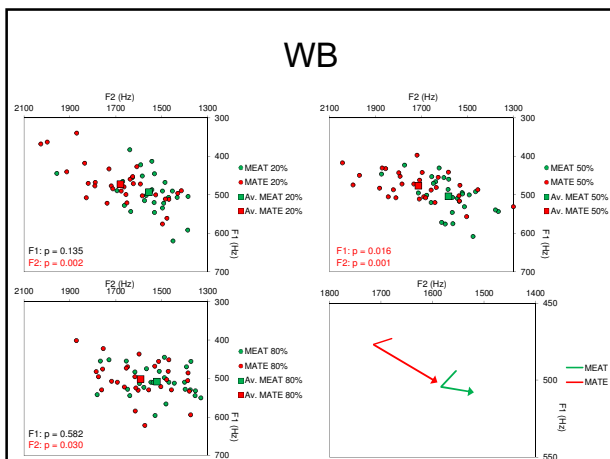 WB
F2 (Hz)
2100 1900 1700 1500 1300
300
400
500
600
700
F1 (Hz)
MEAT 20%
MATE 20%
Av. MEAT 20%
Av. MATE 20%
F1: p = 0.135
F2: p = 0.002
F2 (Hz)
2100 1900 1700 1500 1300
300
400
500
600
700
F1 (Hz)
MEAT 50%
MATE 50%
Av. MEAT 50%
Av. MATE 50%
F1: p = 0.016
F2: p = 0.001
F2 (Hz)
2100 1900 1700 1500 1300
300
400
500
600
700
F1 (Hz)
MEAT 80%
MATE 80%
Av. MEAT 80%
Av. MATE 80%
F1: p = 0.582
F2: p = 0.030
F2 (Hz)
1800 1700 1600 1500 1400
450
500
550
F1 (Hz)
MEAT
MATE